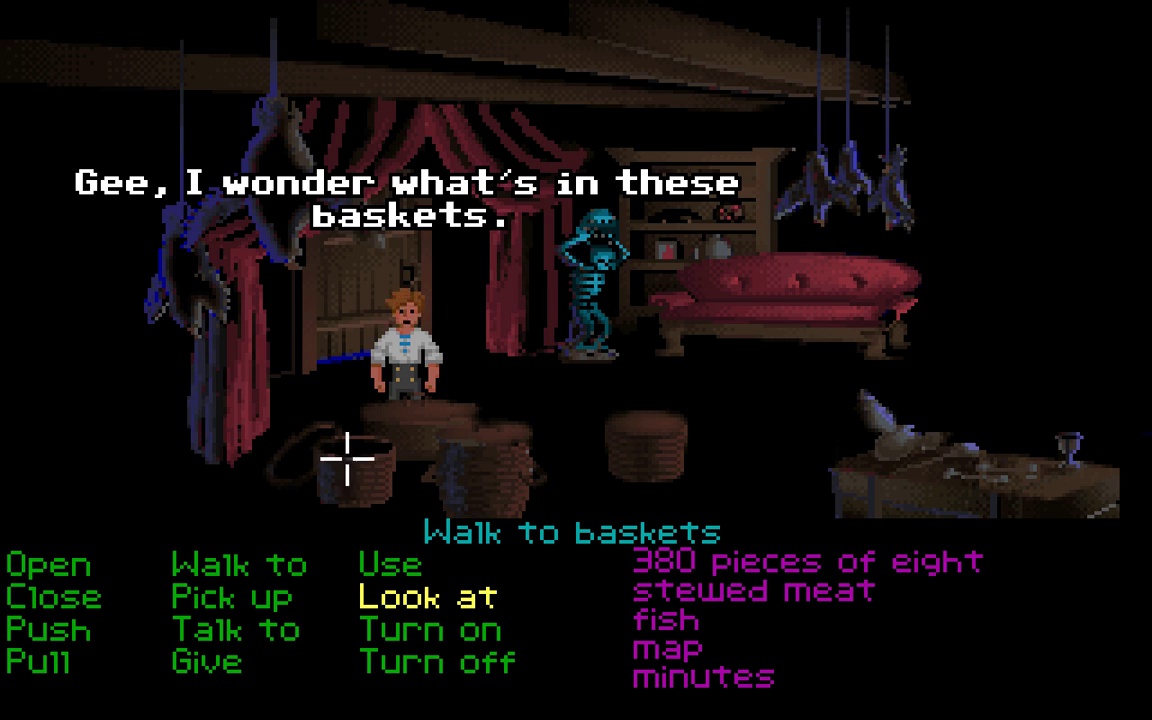 Gee, I wonder what's in these
baskets.
Walk to baskets
Open Walk to Use 380 pieces of eight
Close Pick up Look at stewed meat
Push Talk to Turn on fish
Pull Give Turn off map
minutes